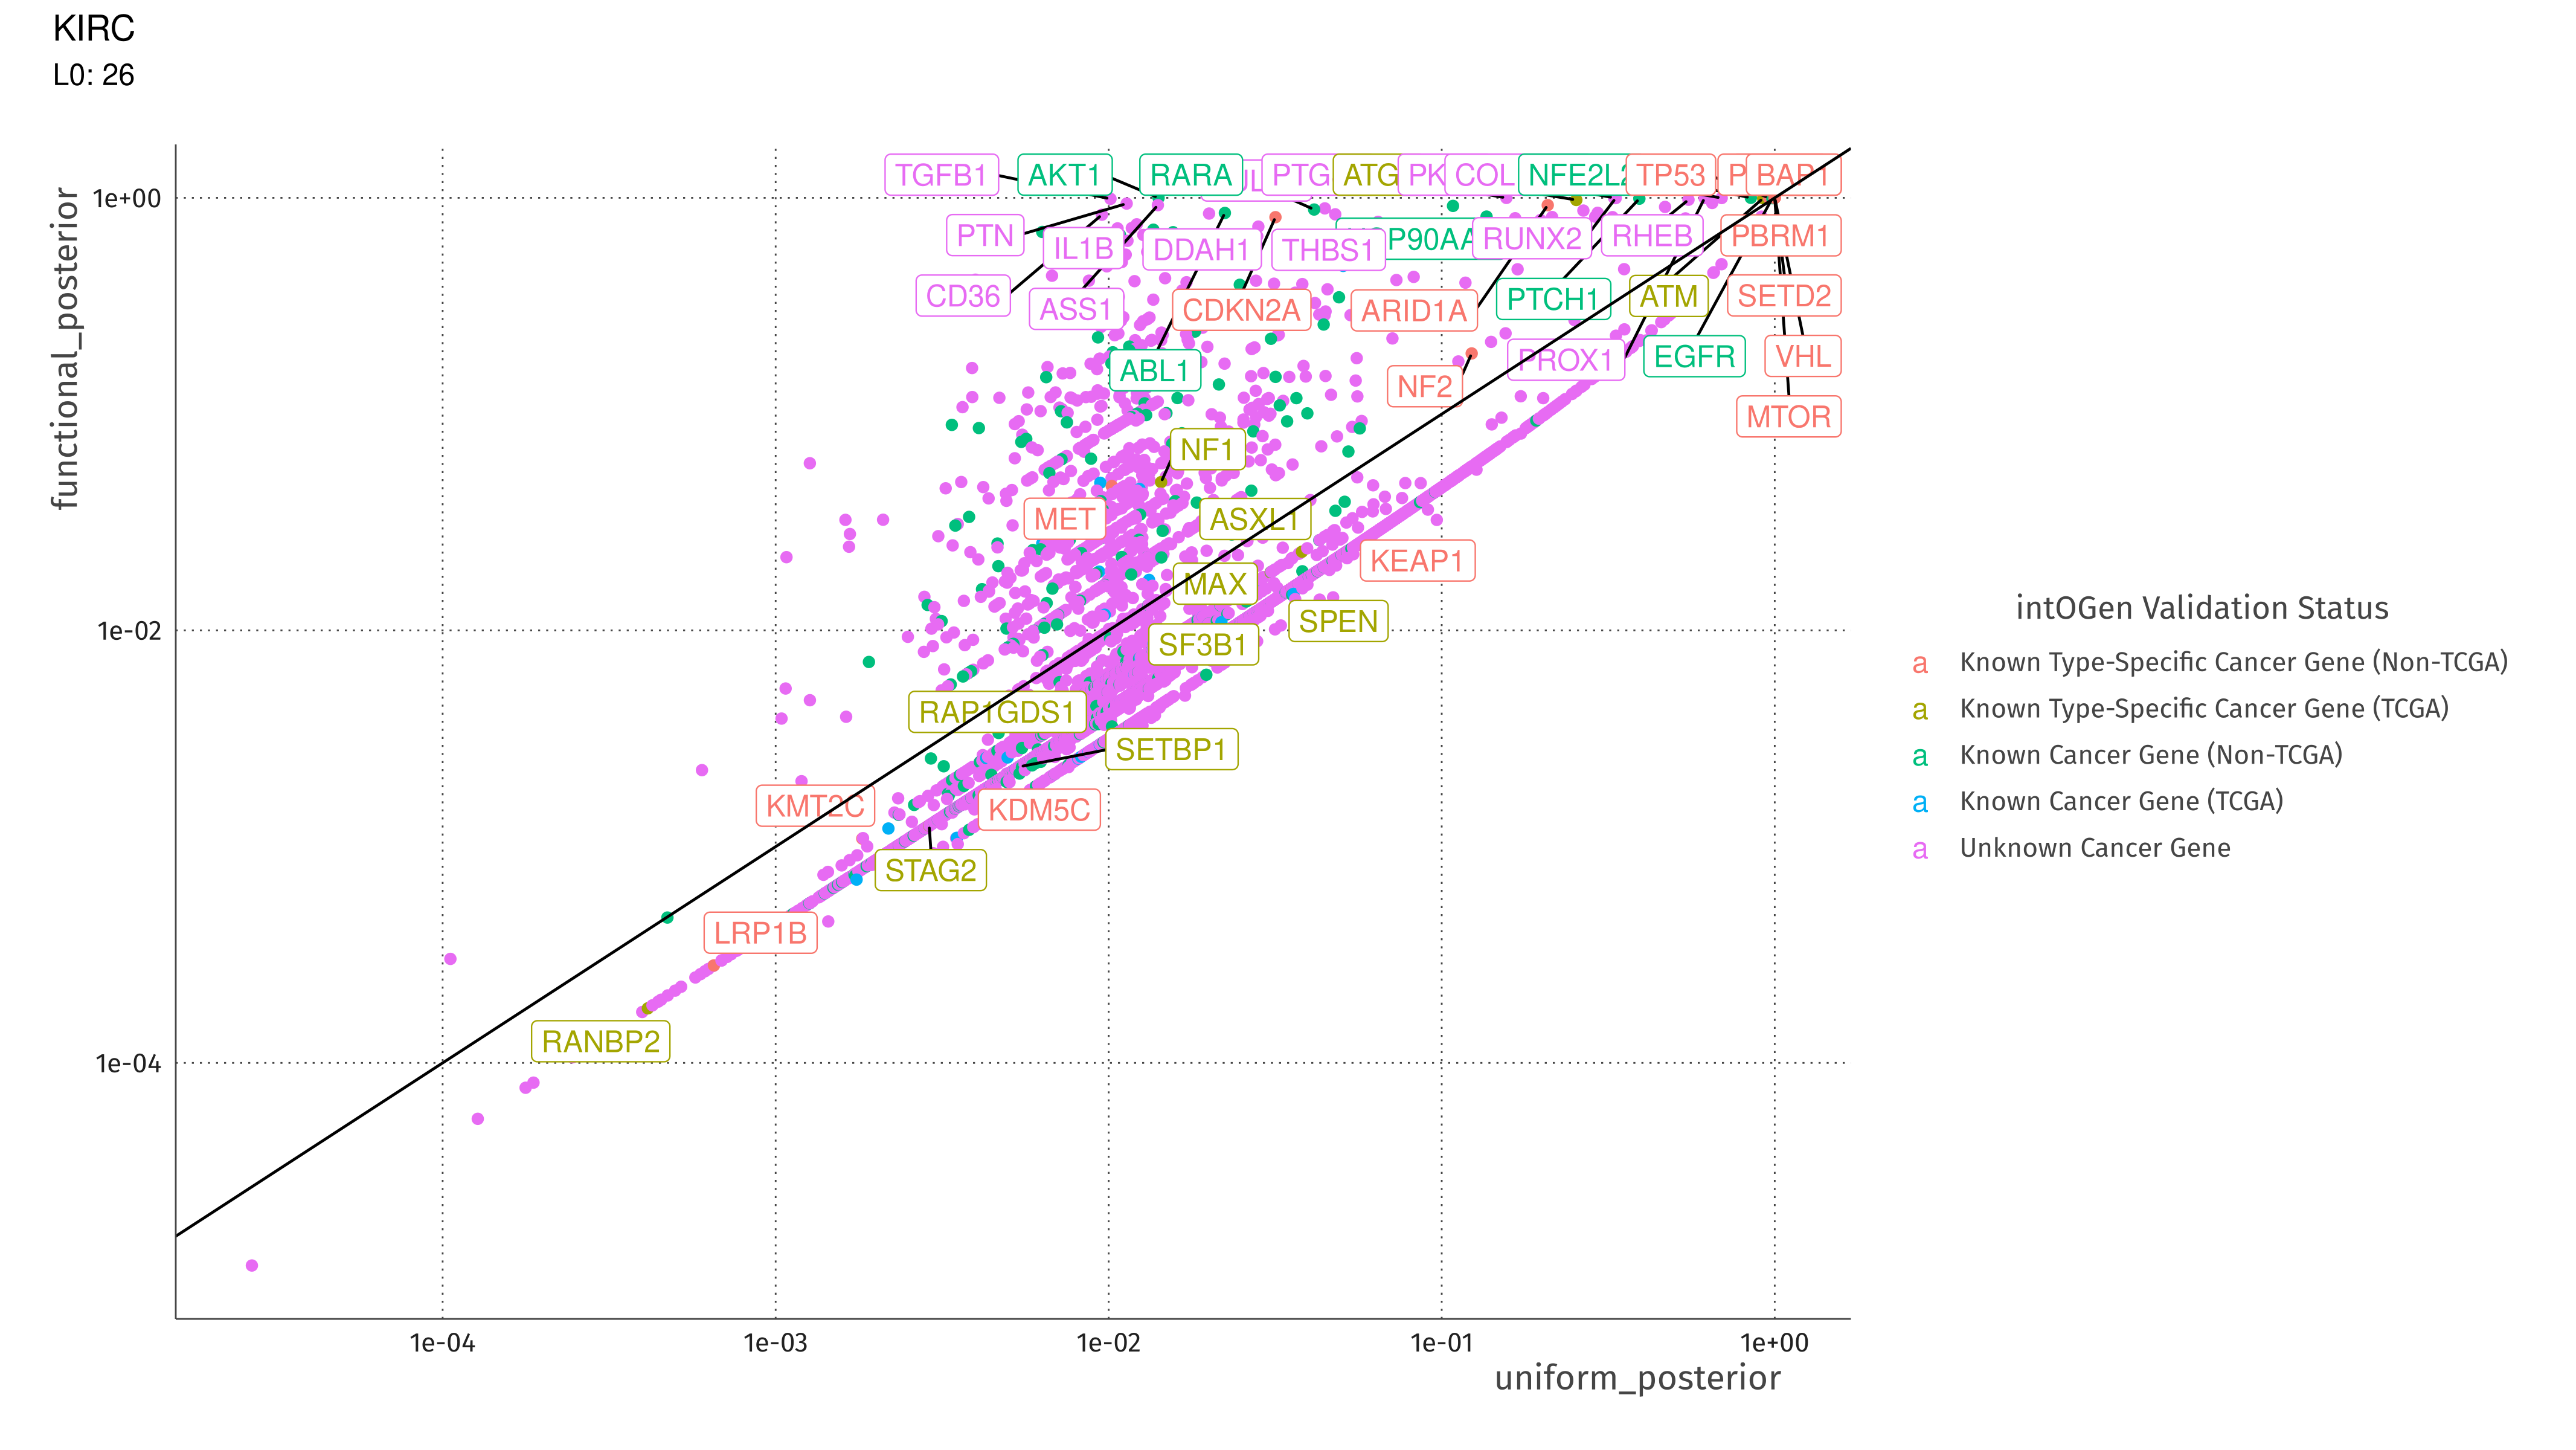 KIRC
L0: 26
functional_posterior
1e+00
1e-02
1e-04
TGFB1
AKT1
RARA
PTG
ATG
PK
COL
NFE2L2
TP53
P
BAP1
PTN
IL1B
DDAH1
THBS1
P90AA
RUNX2
RHEB
PBRM1
CD36
ASS1
CDKN2A
ARID1A
PTCH1
ATM
SETD2
ABL1
NF2
PROX1
EGFR
VHL
MTOR
NF1
MET
ASXL1
KEAP1
MAX
SPEN
SF3B1
RAP1GDS1
SETBP1
KMT2C
KDM5C
STAG2
LRP1B
RANBP2
1e-04
1e-03
1e-02
1e-01
1e+00
uniform_posterior
intOGen Validation Status
a Known Type-Specific Cancer Gene (Non-TCGA)
a Known Type-Specific Cancer Gene (TCGA)
a Known Cancer Gene (Non-TCGA)
a Known Cancer Gene (TCGA)
a Unknown Cancer Gene